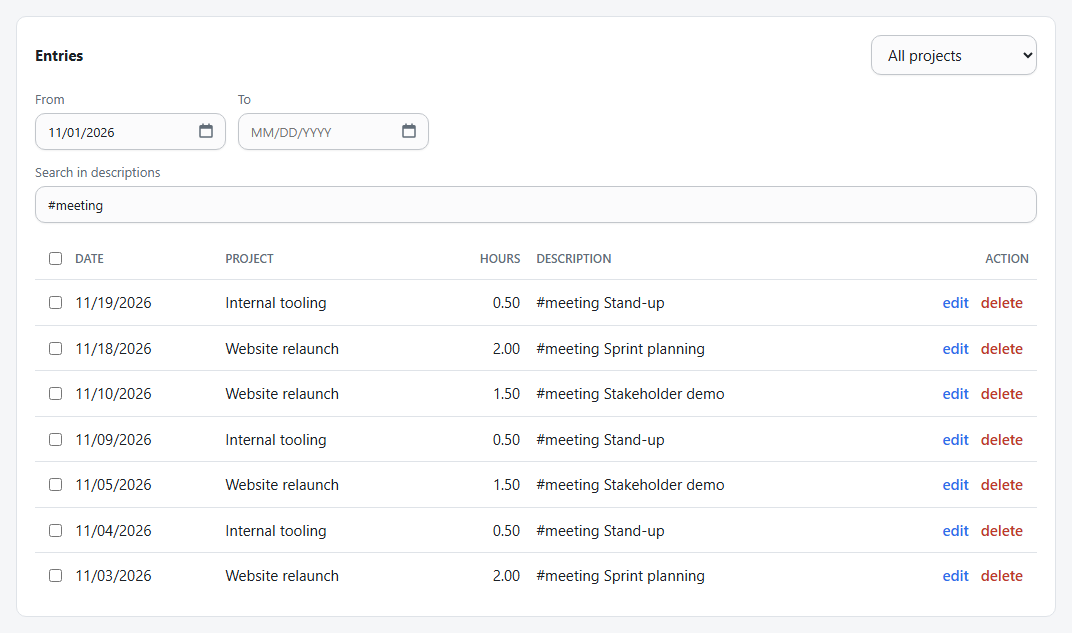 Entries
All projects
From
To
11/01/2026
MM/DD/YYYY
Search in descriptions
#meeting
DATE PROJECT HOURS DESCRIPTION ACTION
11/19/2026 Internal tooling 0.50 #meeting Stand-up edit delete
11/18/2026 Website relaunch 2.00 #meeting Sprint planning edit delete
11/10/2026 Website relaunch 1.50 #meeting Stakeholder demo edit delete
11/09/2026 Internal tooling 0.50 #meeting Stand-up edit delete
11/05/2026 Website relaunch 1.50 #meeting Stakeholder demo edit delete
11/04/2026 Internal tooling 0.50 #meeting Stand-up edit delete
11/03/2026 Website relaunch 2.00 #meeting Sprint planning edit delete